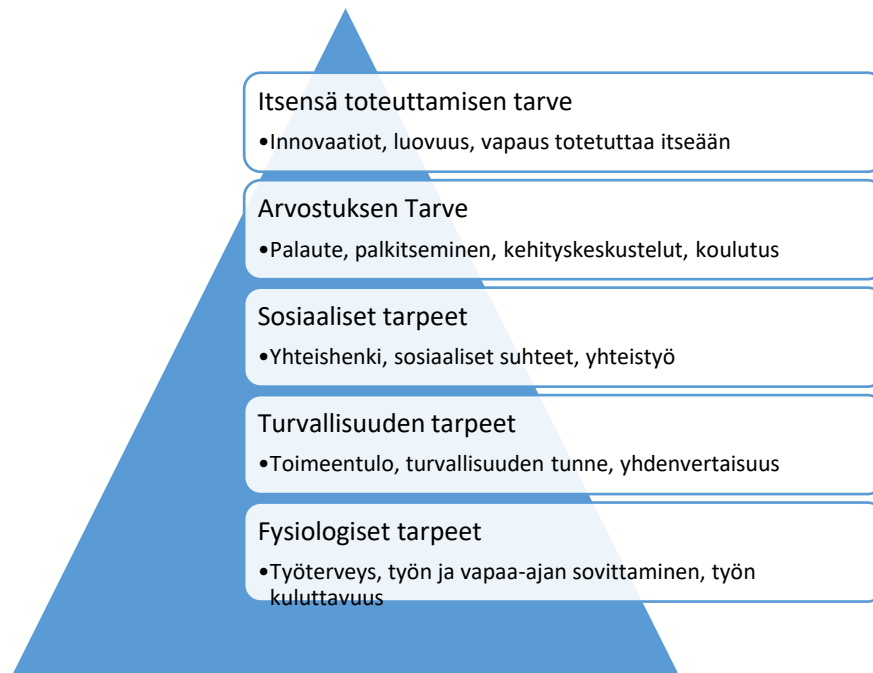 Itsensä toteuttamisen tarve
•Innovaatiot, luovuus, vapaus totetuttaa itseään
Arvostuksen Tarve
•Palaute, palkitseminen, kehityskeskustelut, koulutus
Sosiaaliset tarpeet
•Yhteishenki, sosiaaliset suhteet, yhteistyö
Turvallisuuden tarpeet
•Toimeentulo, turvallisuuden tunne, yhdenvertaisuus
Fysiologiset tarpeet
•Työterveys, työn ja vapaa-ajan sovittaminen, työn
kuluttavuus